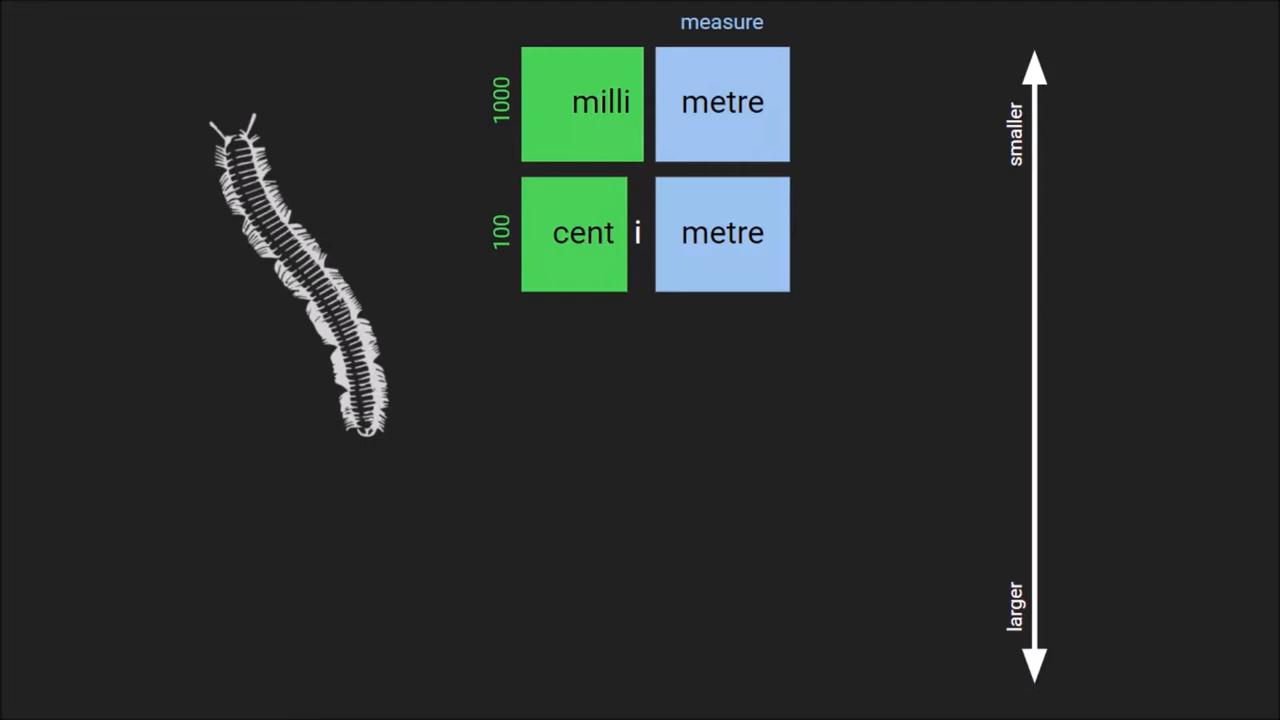 measure
1000
milli metre
smaller
100
cent i metre
larger